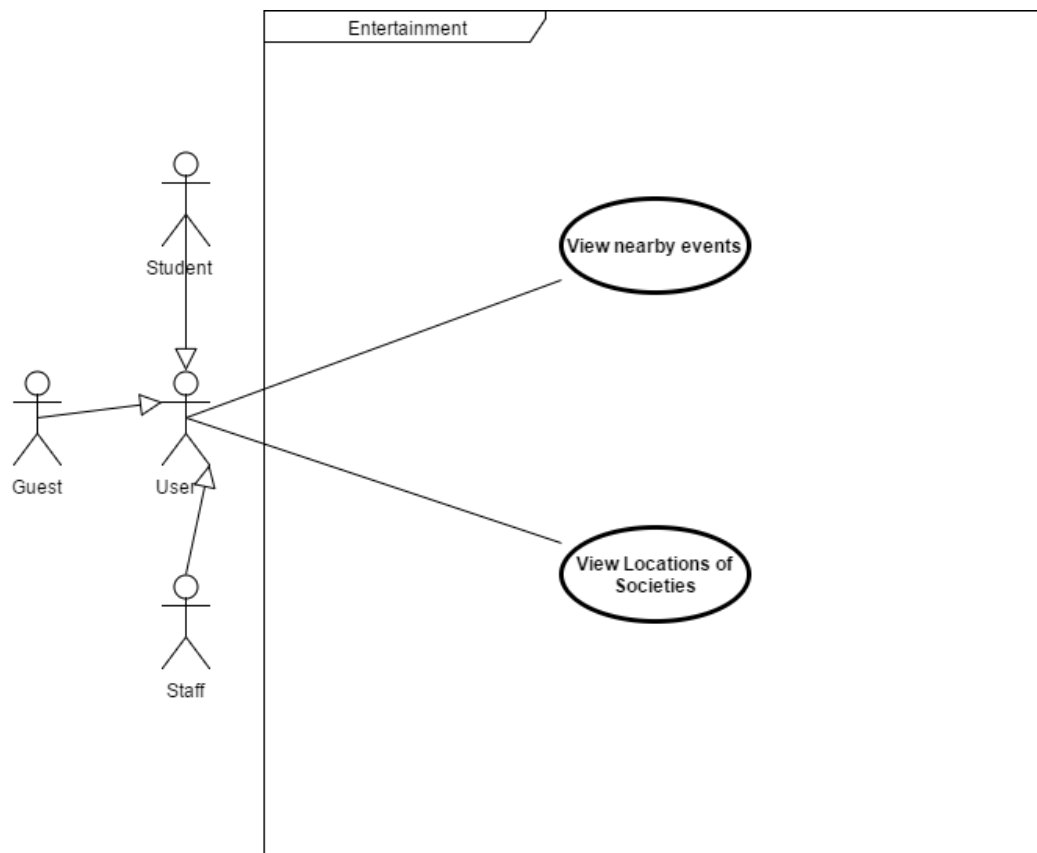 Entertainment
View nearby events
Student
Guest
User
View Locations of
Societies
Staff